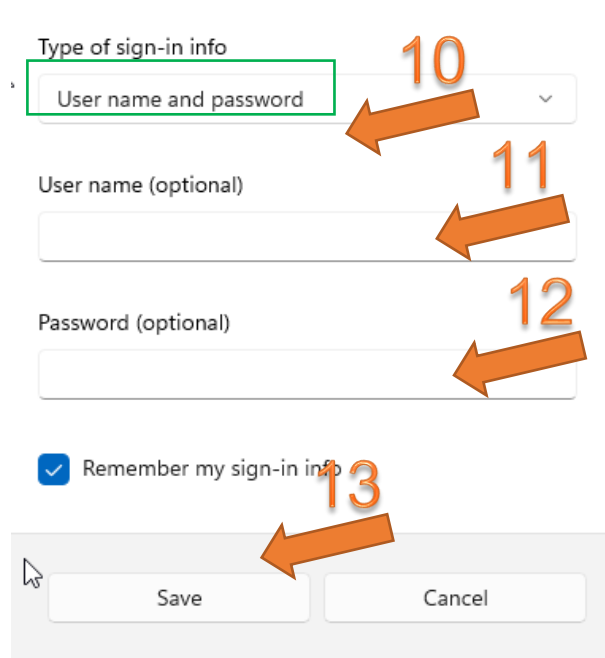 Type of sign-in info
10
User name and password
11
User name (optional)
12
Password (optional)
Remember my sign-in info
13
Save
Cancel